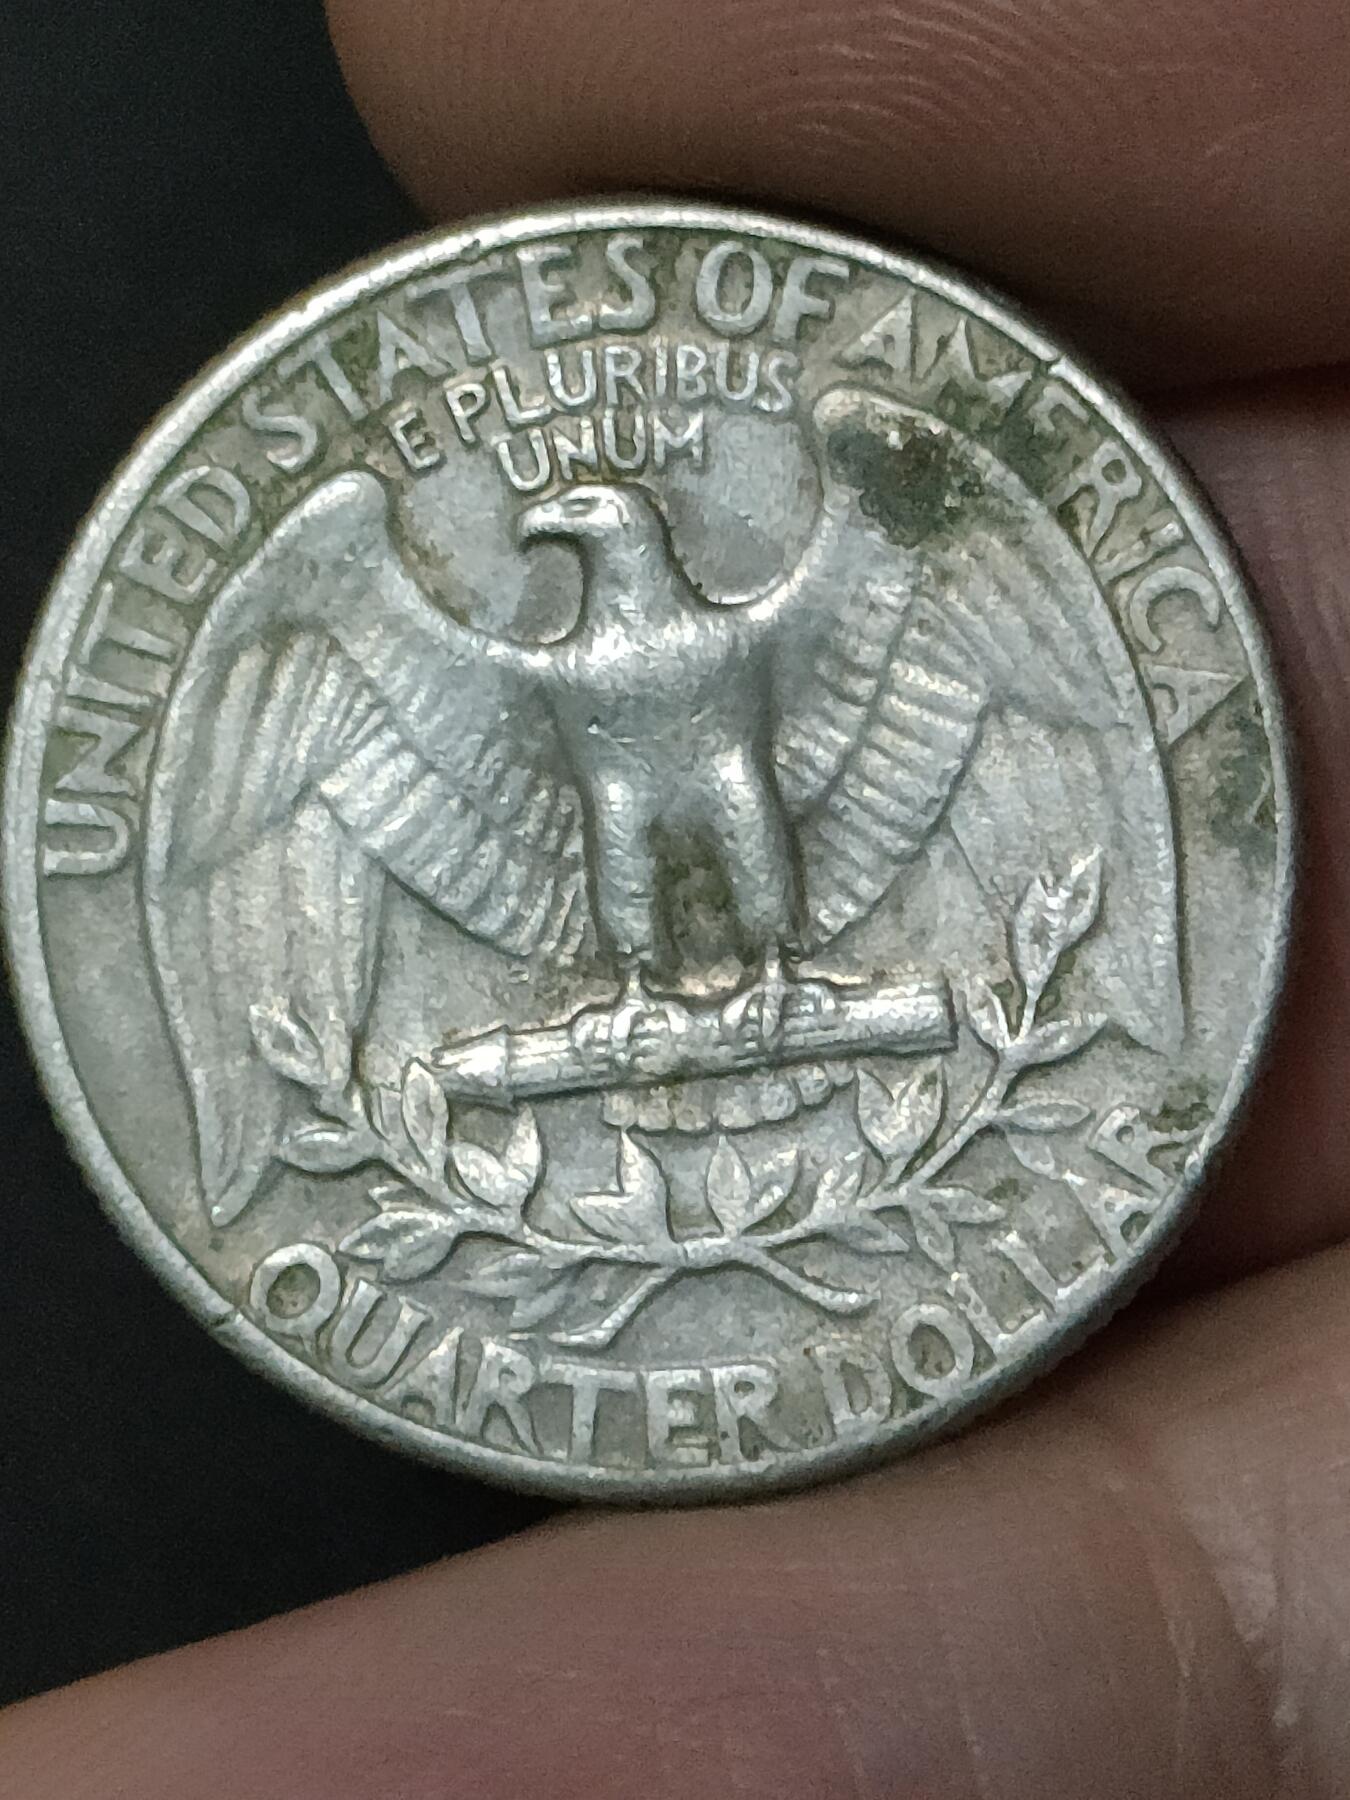 UNITED STATES OF AMERICA
E PLURIBUS
UNUM
QUARTER DOLLAR